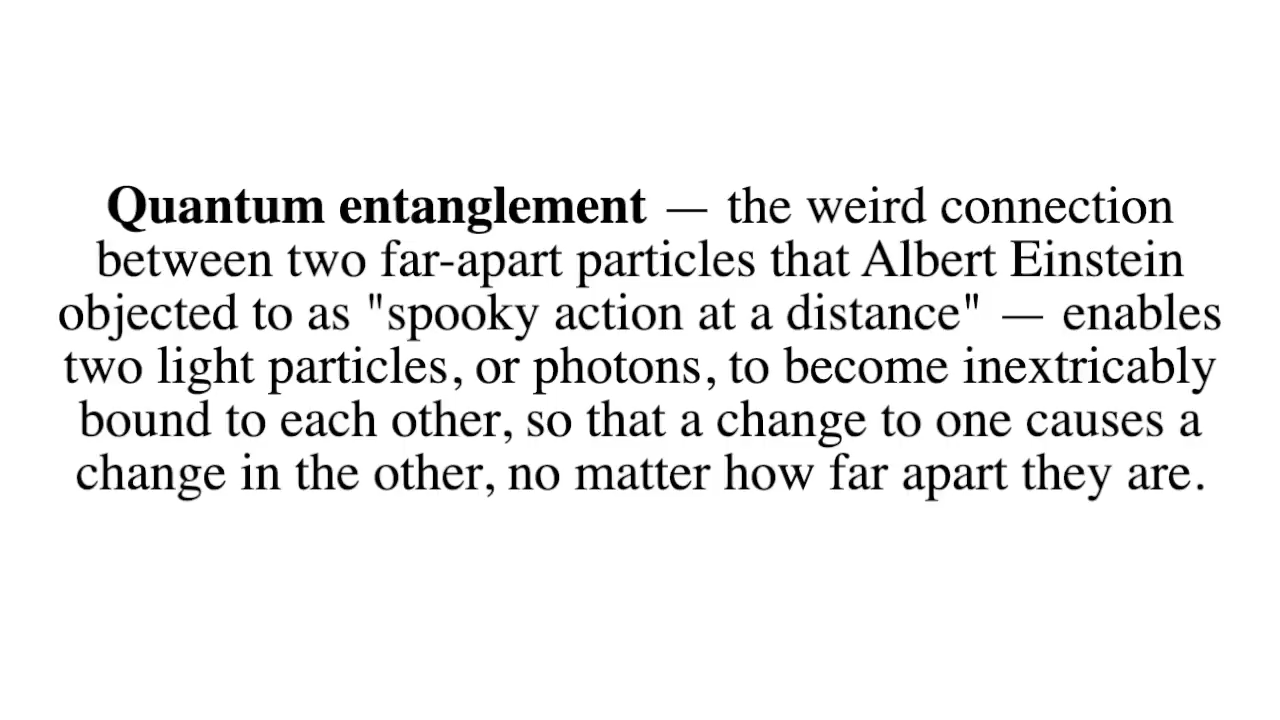 Quantum entanglement — the weird connection
between two far-apart particles that Albert Einstein
objected to as "spooky action at a distance" — enables
two light particles, or photons, to become inextricably
bound to each other, so that a change to one causes a
change in the other, no matter how far apart they are.